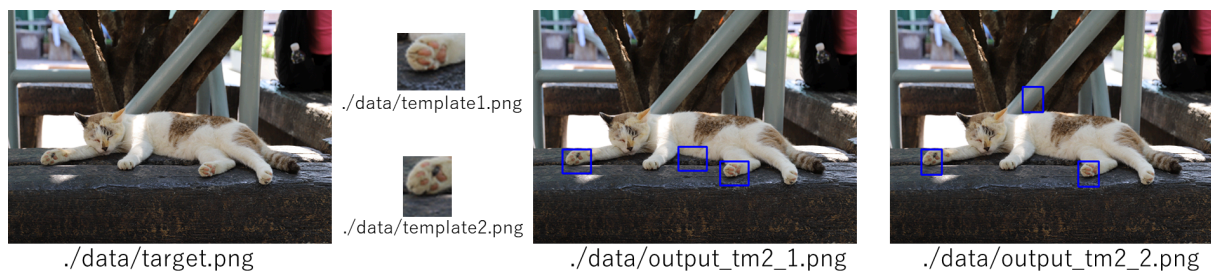 ./data/template1.png
./data/template2.png
./data/target.png
./data/output_tm2_1.png
./data/output_tm2_2.png